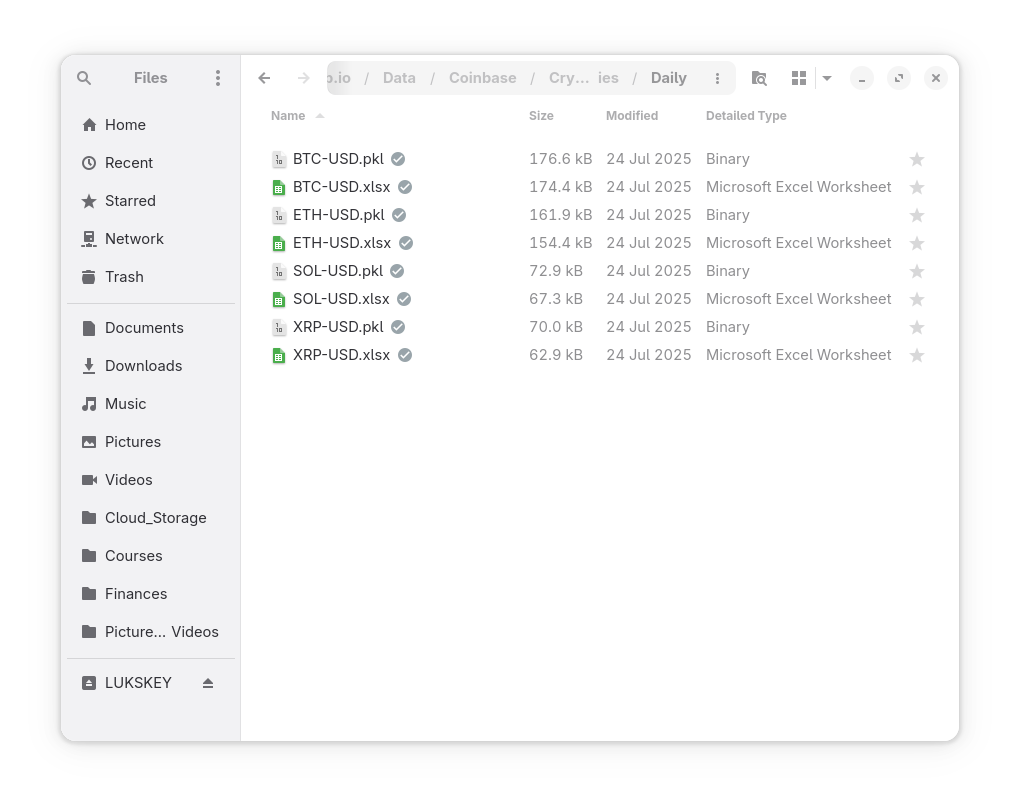 Files
o.io / Data / Coinbase / Cry… ies / Daily
Home
Recent
Starred
Network
Trash
Documents
Downloads
Music
Pictures
Videos
Cloud_Storage
Courses
Finances
Picture… Videos
LUKSKEY
Name Size Modified Detailed Type
BTC-USD.pkl 176.6 kB 24 Jul 2025 Binary
BTC-USD.xlsx 174.4 kB 24 Jul 2025 Microsoft Excel Worksheet
ETH-USD.pkl 161.9 kB 24 Jul 2025 Binary
ETH-USD.xlsx 154.4 kB 24 Jul 2025 Microsoft Excel Worksheet
SOL-USD.pkl 72.9 kB 24 Jul 2025 Binary
SOL-USD.xlsx 67.3 kB 24 Jul 2025 Microsoft Excel Worksheet
XRP-USD.pkl 70.0 kB 24 Jul 2025 Binary
XRP-USD.xlsx 62.9 kB 24 Jul 2025 Microsoft Excel Worksheet